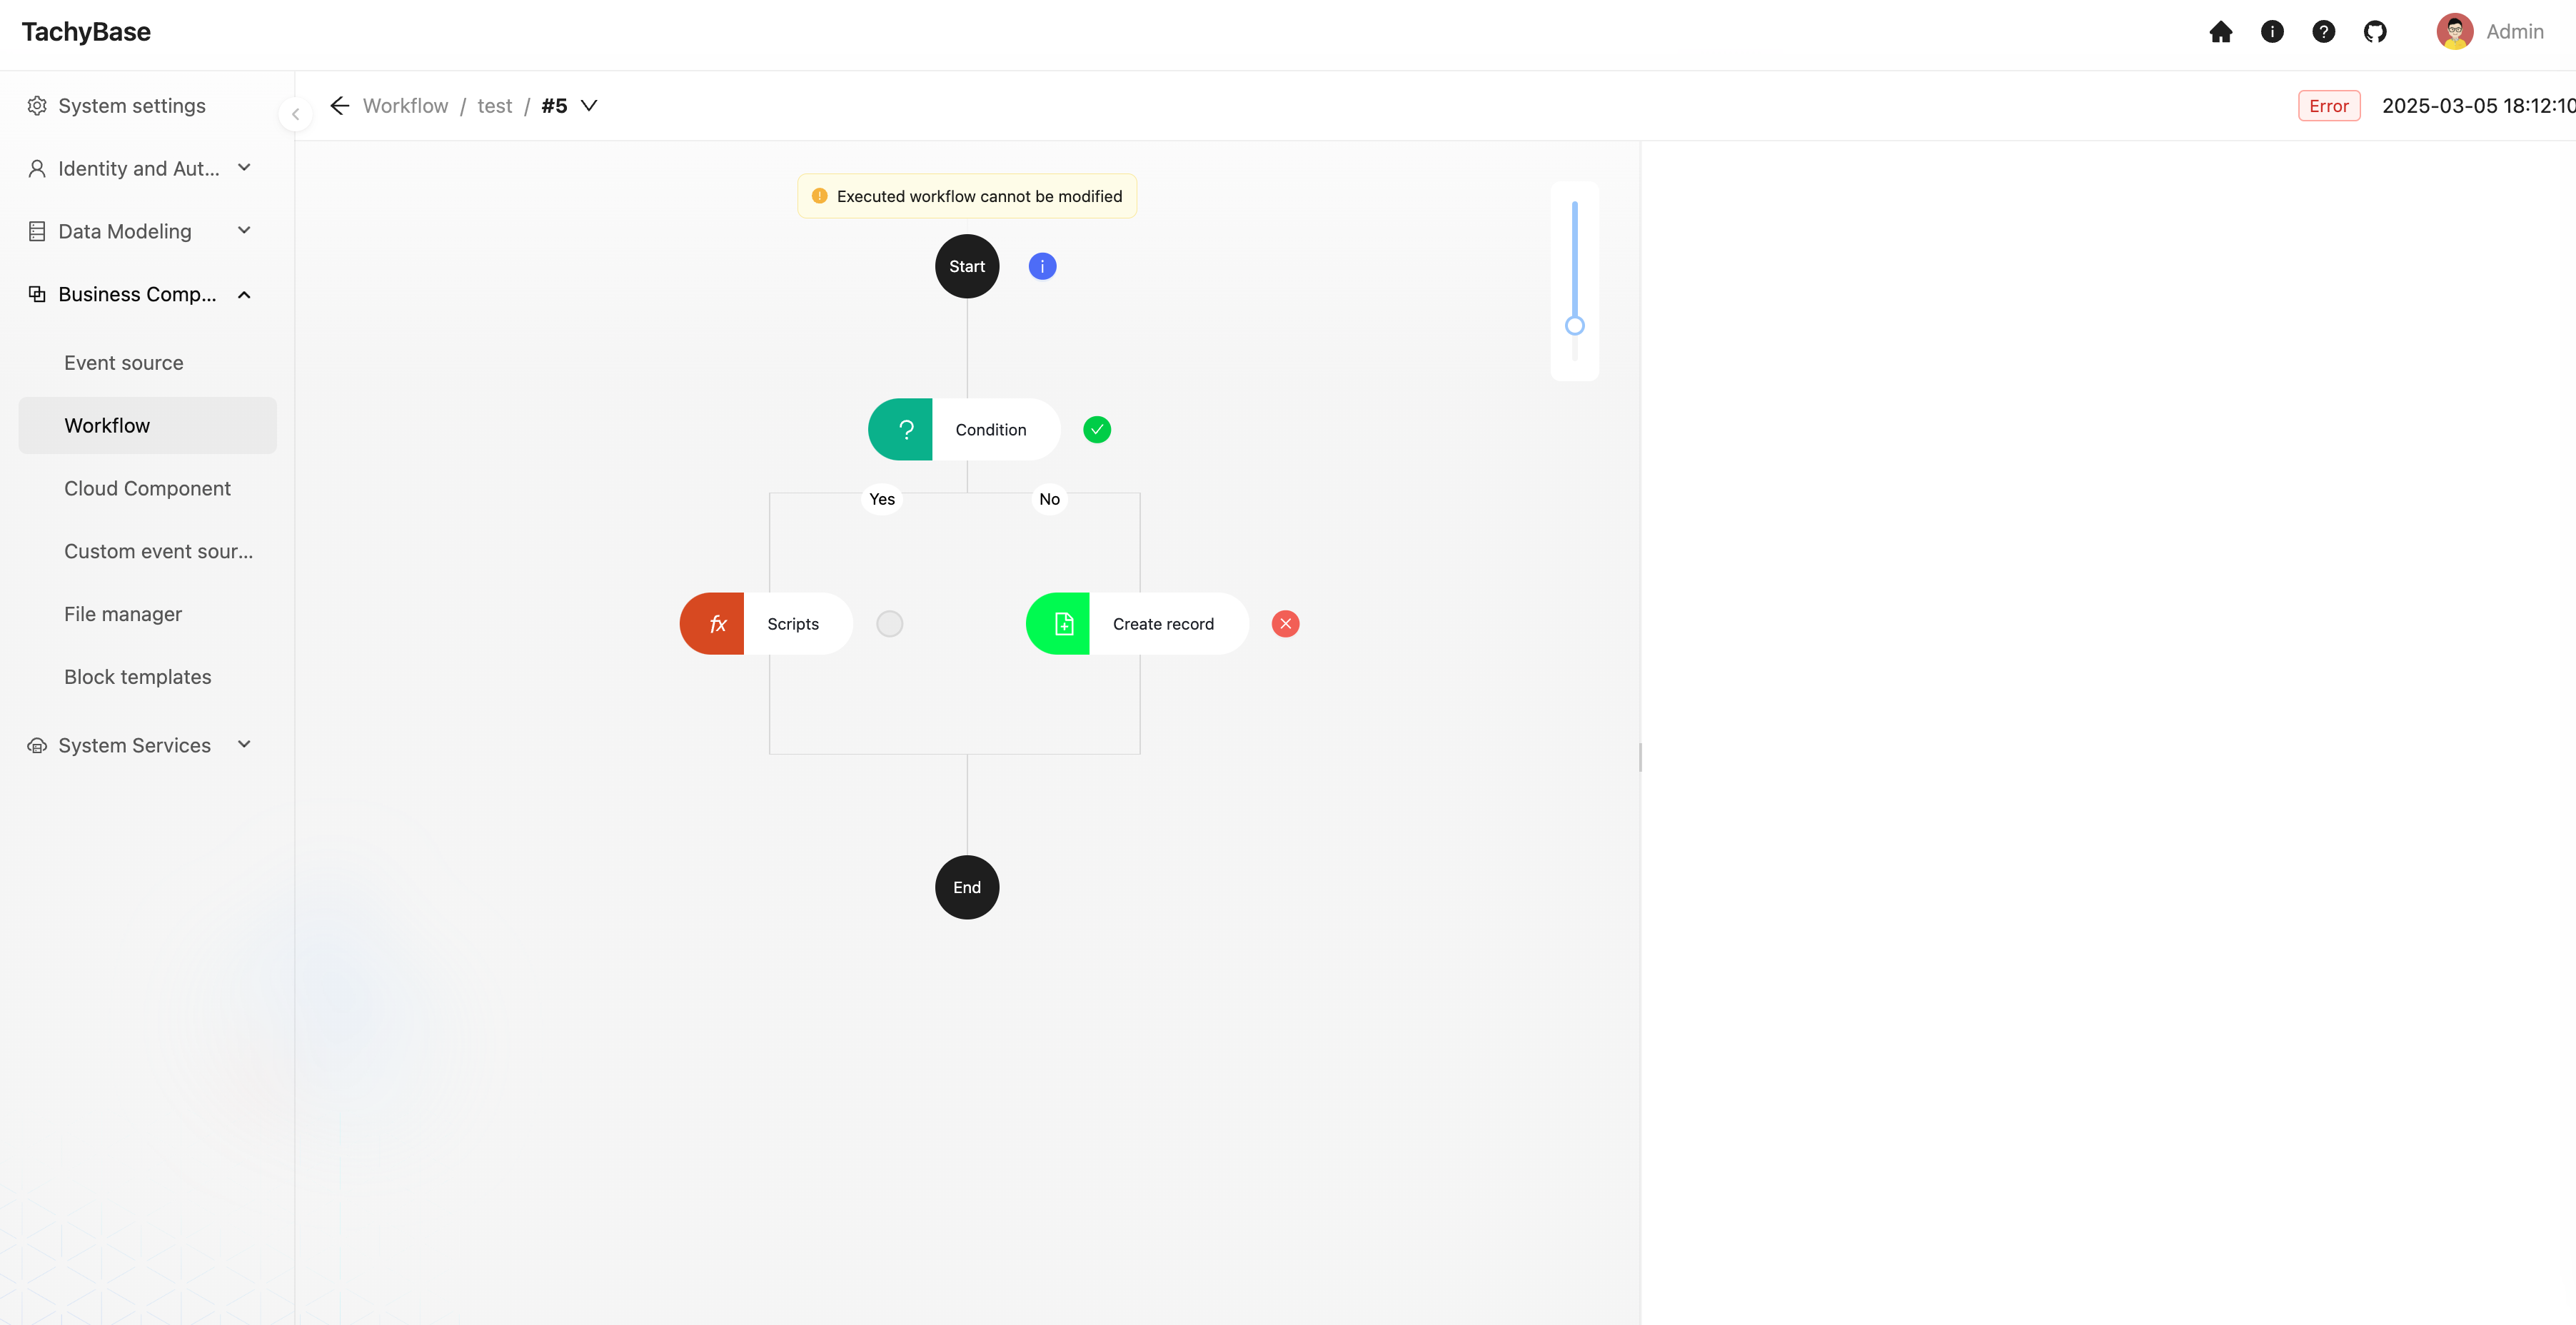 TachyBase
Admin
System settings
Identity and Aut...
Data Modeling
Business Comp...
Event source
Workflow
Cloud Component
Custom event sour...
File manager
Block templates
System Services
Workflow / test / #5
Error 2025-03-05 18:12:10
Executed workflow cannot be modified
Start
Condition
Yes No
fx Scripts
Create record
End